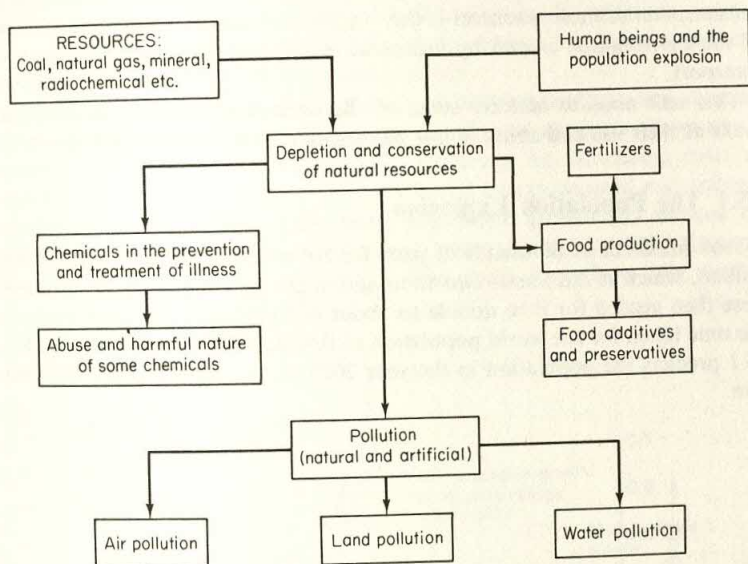 RESOURCES:
Coal, natural gas, mineral,
radiochemical etc.
Human beings and the
population explosion
Depletion and conservation
of natural resources
Fertilizers
Chemicals in the prevention
and treatment of illness
Food production
Abuse and harmful nature
of some chemicals
Food additives
and preservatives
Pollution
(natural and artificial)
Air pollution
Land pollution
Water pollution